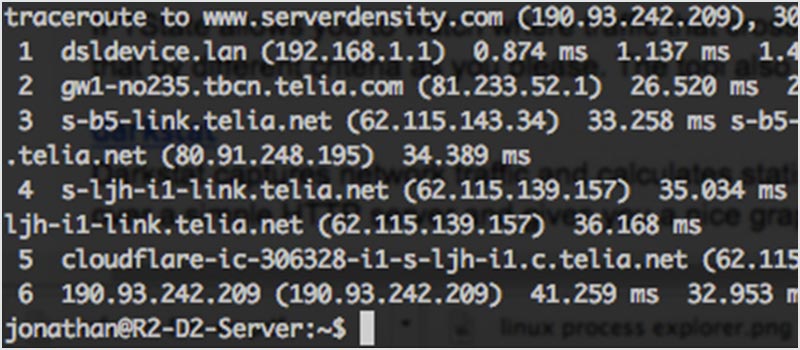 traceroute to www.serverdensity.com (190.93.242.209), 30
1 dsldevice.lan (192.168.1.1) 0.874 ms 1.137 ms 1.4
2 gw1-no235.tbcn.telia.com (81.233.52.1) 26.520 ms 2
3 s-b5-link.telia.net (62.115.143.34) 33.258 ms s-b5-
.telia.net (80.91.248.195) 34.389 ms
4 s-ljh-i1-link.telia.net (62.115.139.157) 35.034 ms
ljh-i1-link.telia.net (62.115.139.157) 36.168 ms
5 cloudflare-ic-306328-i1-s-ljh-i1.c.telia.net (62.115
6 190.93.242.209 (190.93.242.209) 41.259 ms 32.953 m
jonathan@R2-D2-Server:~$
linux process explorer.png